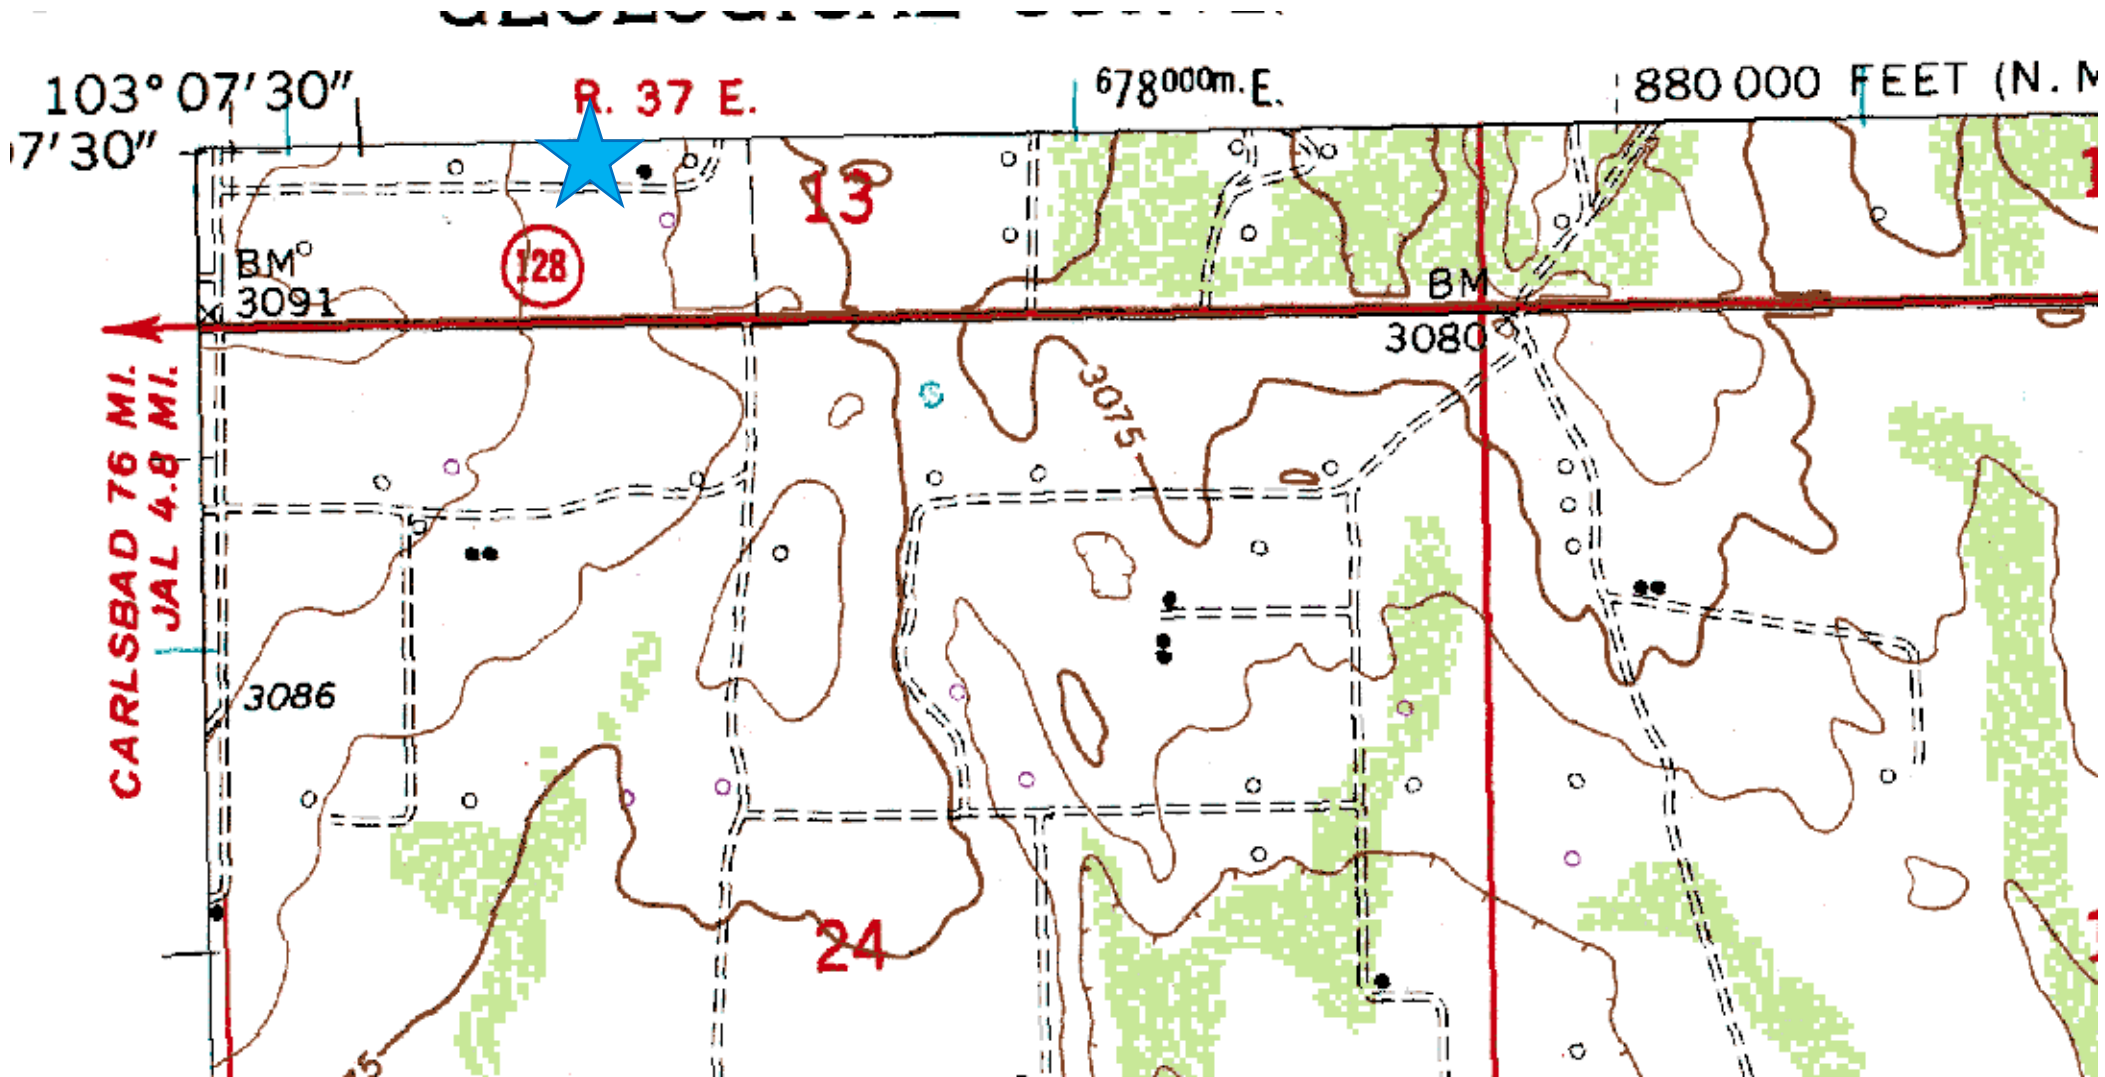 103° 07' 30"
R. 37 E.
678000m. E.
880 000 FEET (N. M
7' 30"
13
128
BM
3091
BM
3080
CARLSBAD 76 MI.
JAL 4.8 MI.
3075
3086
24